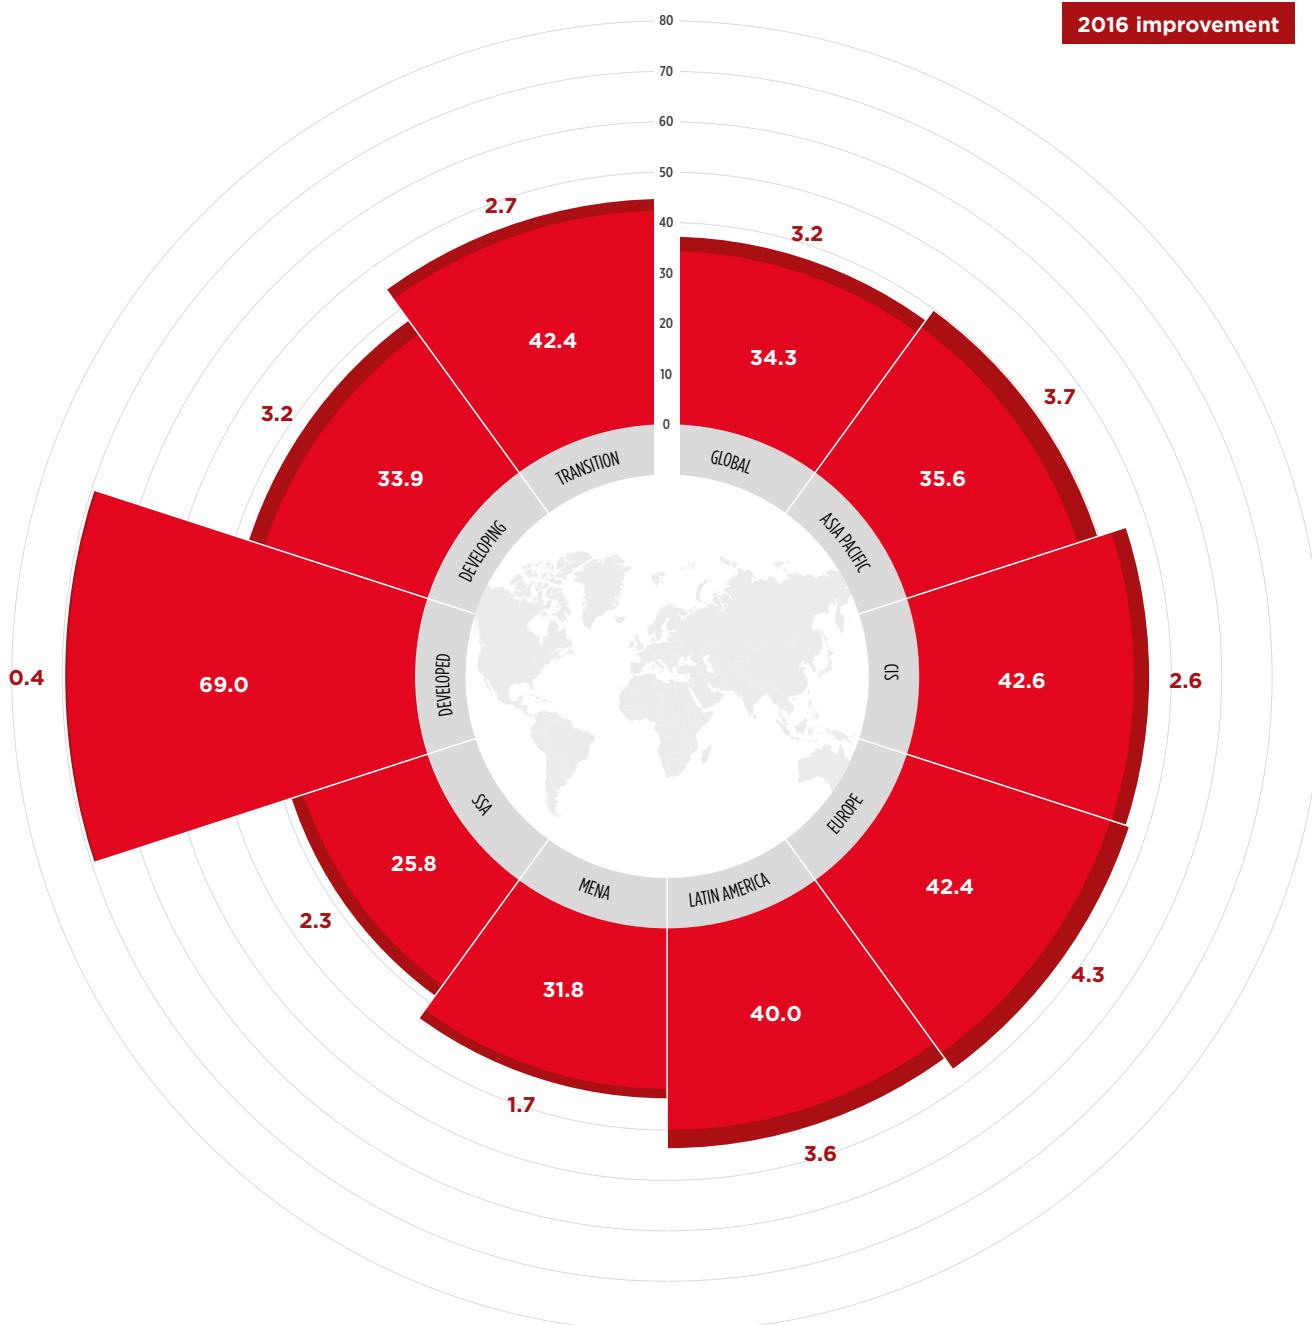 2016 improvement
80
70
60
50
40
30
20
10
0
3.2
34.3
GLOBAL
3.7
35.6
ASIA PACIFIC
2.6
42.6
CIS
4.3
42.4
EUROPE
3.6
40.0
LATIN AMERICA
1.7
31.8
MENA
2.3
25.8
SSA
0.4
69.0
DEVELOPED
3.2
33.9
DEVELOPING
2.7
42.4
TRANSITION